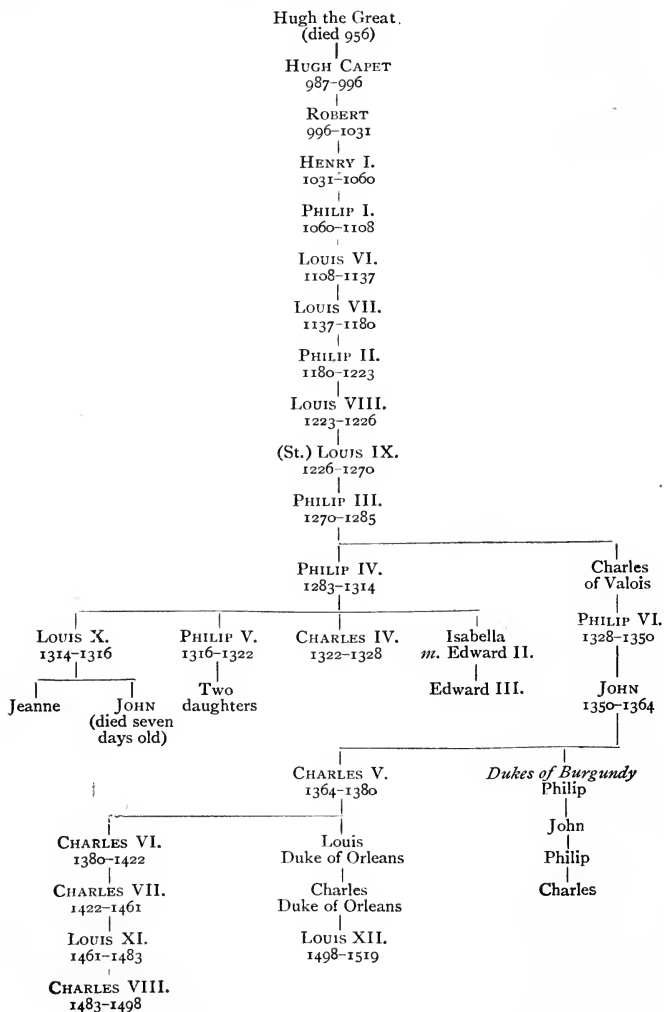 Hugh the Great.
(died 956)
HUGH CAPET
987–996
ROBERT
996–1031
HENRY I.
1031–1060
PHILIP I.
1060–1108
LOUIS VI.
1108–1137
LOUIS VII.
1137–1180
PHILIP II.
1180–1223
LOUIS VIII.
1223–1226
(St.) LOUIS IX.
1226–1270
PHILIP III.
1270–1285
PHILIP IV.
1283–1314
Charles
of Valois
LOUIS X.
1314–1316
PHILIP V.
1316–1322
CHARLES IV.
1322–1328
Isabella
m. Edward II.
PHILIP VI.
1328–1350
Jeanne
JOHN
(died seven
days old)
Two
daughters
Edward III.
JOHN
1350–1364
CHARLES V.
1364–1380
Dukes of Burgundy
Philip
John
Philip
Charles
CHARLES VI.
1380–1422
Louis
Duke of Orleans
CHARLES VII.
1422–1461
Charles
Duke of Orleans
LOUIS XI.
1461–1483
LOUIS XII.
1498–1519
CHARLES VIII.
1483–1498